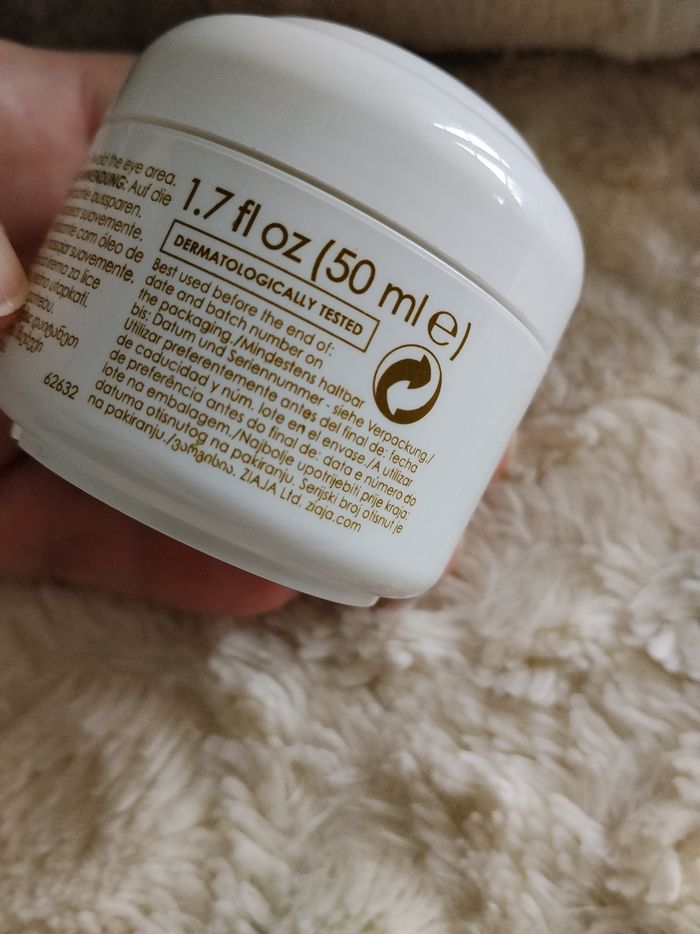 the eye area.
Auf die
aussparen.
suavemente.
com óleo de
suavemente.
za lice
utapkati.
62632
1.7 fl oz (50 ml ℮)
DERMATOLOGICALLY TESTED
Best used before the end of:
date and batch number on
the packaging./Mindestens haltbar
bis: Datum und Seriennummer - siehe Verpackung./
Utilizar preferentemente antes del final de: fecha
de caducidad y núm. lote en el envase./A utilizar
de preferência antes do final de: data e número do
lote na embalagem./Najbolje upotrijebiti prije kraja:
datuma otisnutog na pakiranju. Serijski broj otisnut je
na pakiranju./ვარგისია. ZIAJA Ltd. ziaja.com